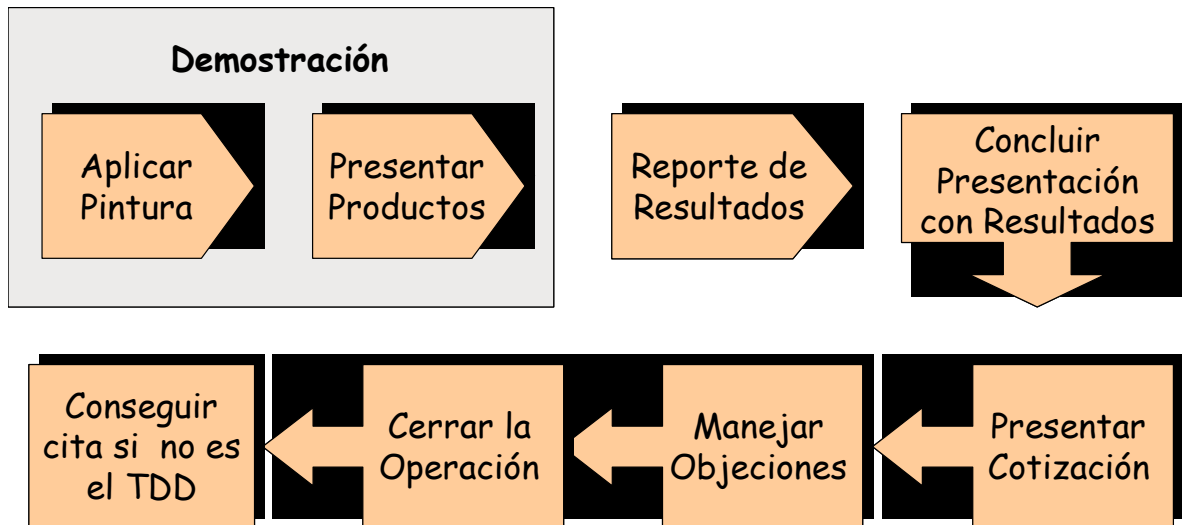 Demostración
Aplicar
Pintura
Presentar
Productos
Reporte de
Resultados
Concluir
Presentación
con Resultados
Presentar
Cotización
Manejar
Objeciones
Cerrar la
Operación
Conseguir
cita si  no es
el TDD